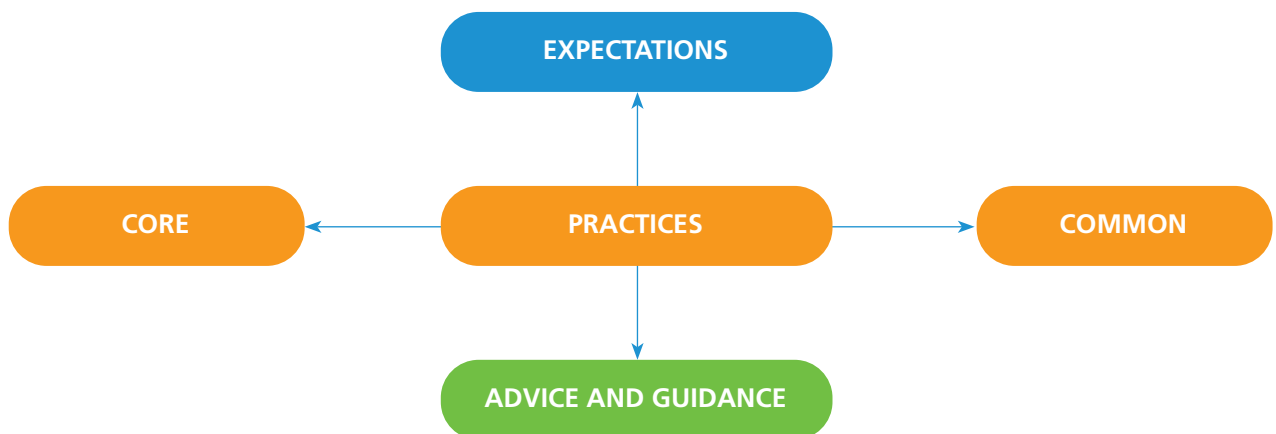 EXPECTATIONS
CORE
PRACTICES
COMMON
ADVICE AND GUIDANCE